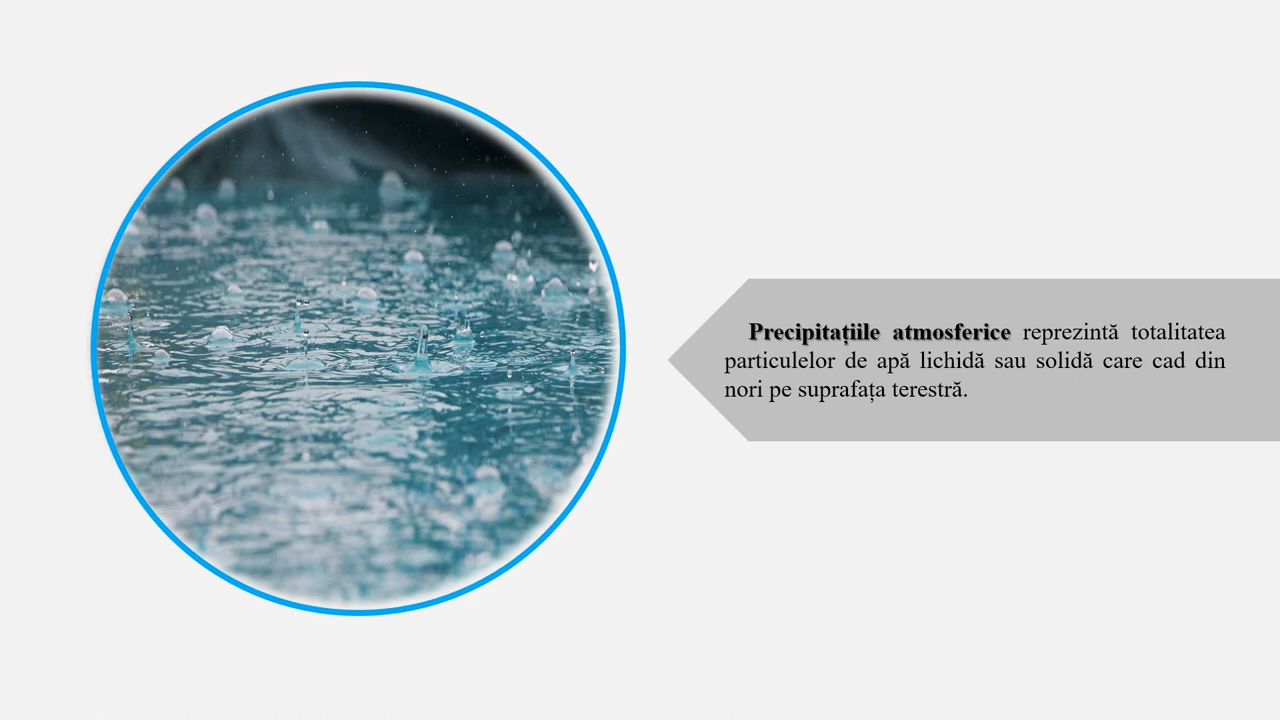 Precipitațiile atmosferice reprezintă totalitatea
particulelor de apă lichidă sau solidă care cad din
nori pe suprafața terestră.